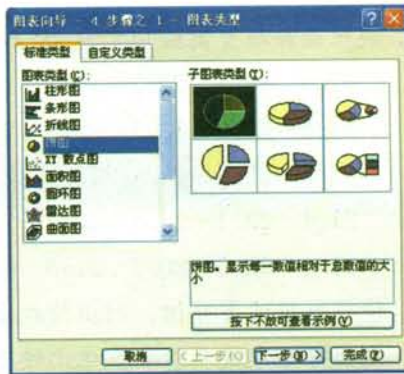 图表向导 - 4 步骤之 1 - 图表类型
标准类型 自定义类型
图表类型(C): 子图表类型(T):
柱形图
条形图
折线图
饼图
XY 散点图
面积图
圆环图
雷达图
曲面图
饼图。显示每一数值相对于总数值的大
小
按下不放可查看示例(V)
取消 <上一步(B) 下一步(N) > 完成(F)